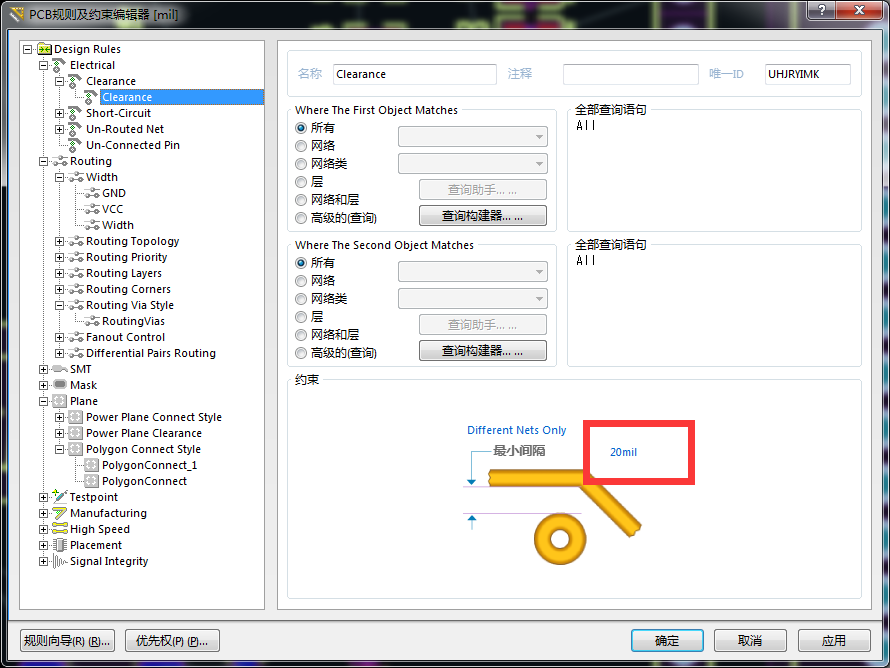 PCB规则及约束编辑器 [mil]
Design Rules
Electrical
Clearance
Clearance
Short-Circuit
Un-Routed Net
Un-Connected Pin
Routing
Width
GND
VCC
Width
Routing Topology
Routing Priority
Routing Layers
Routing Corners
Routing Via Style
RoutingVias
Fanout Control
Differential Pairs Routing
SMT
Mask
Plane
Power Plane Connect Style
Power Plane Clearance
Polygon Connect Style
PolygonConnect_1
PolygonConnect
Testpoint
Manufacturing
High Speed
Placement
Signal Integrity
名称 Clearance 注释 唯一ID UHJRYIMK
Where The First Object Matches
所有
网络
网络类
层
网络和层
高级的(查询)
查询助手... ...
查询构建器... ...
全部查询语句
All
Where The Second Object Matches
所有
网络
网络类
层
网络和层
高级的(查询)
查询助手... ...
查询构建器... ...
全部查询语句
All
约束
Different Nets Only
最小间隔 20mil
规则向导(R) (R)... 优先权(P) (P)... 确定 取消 应用